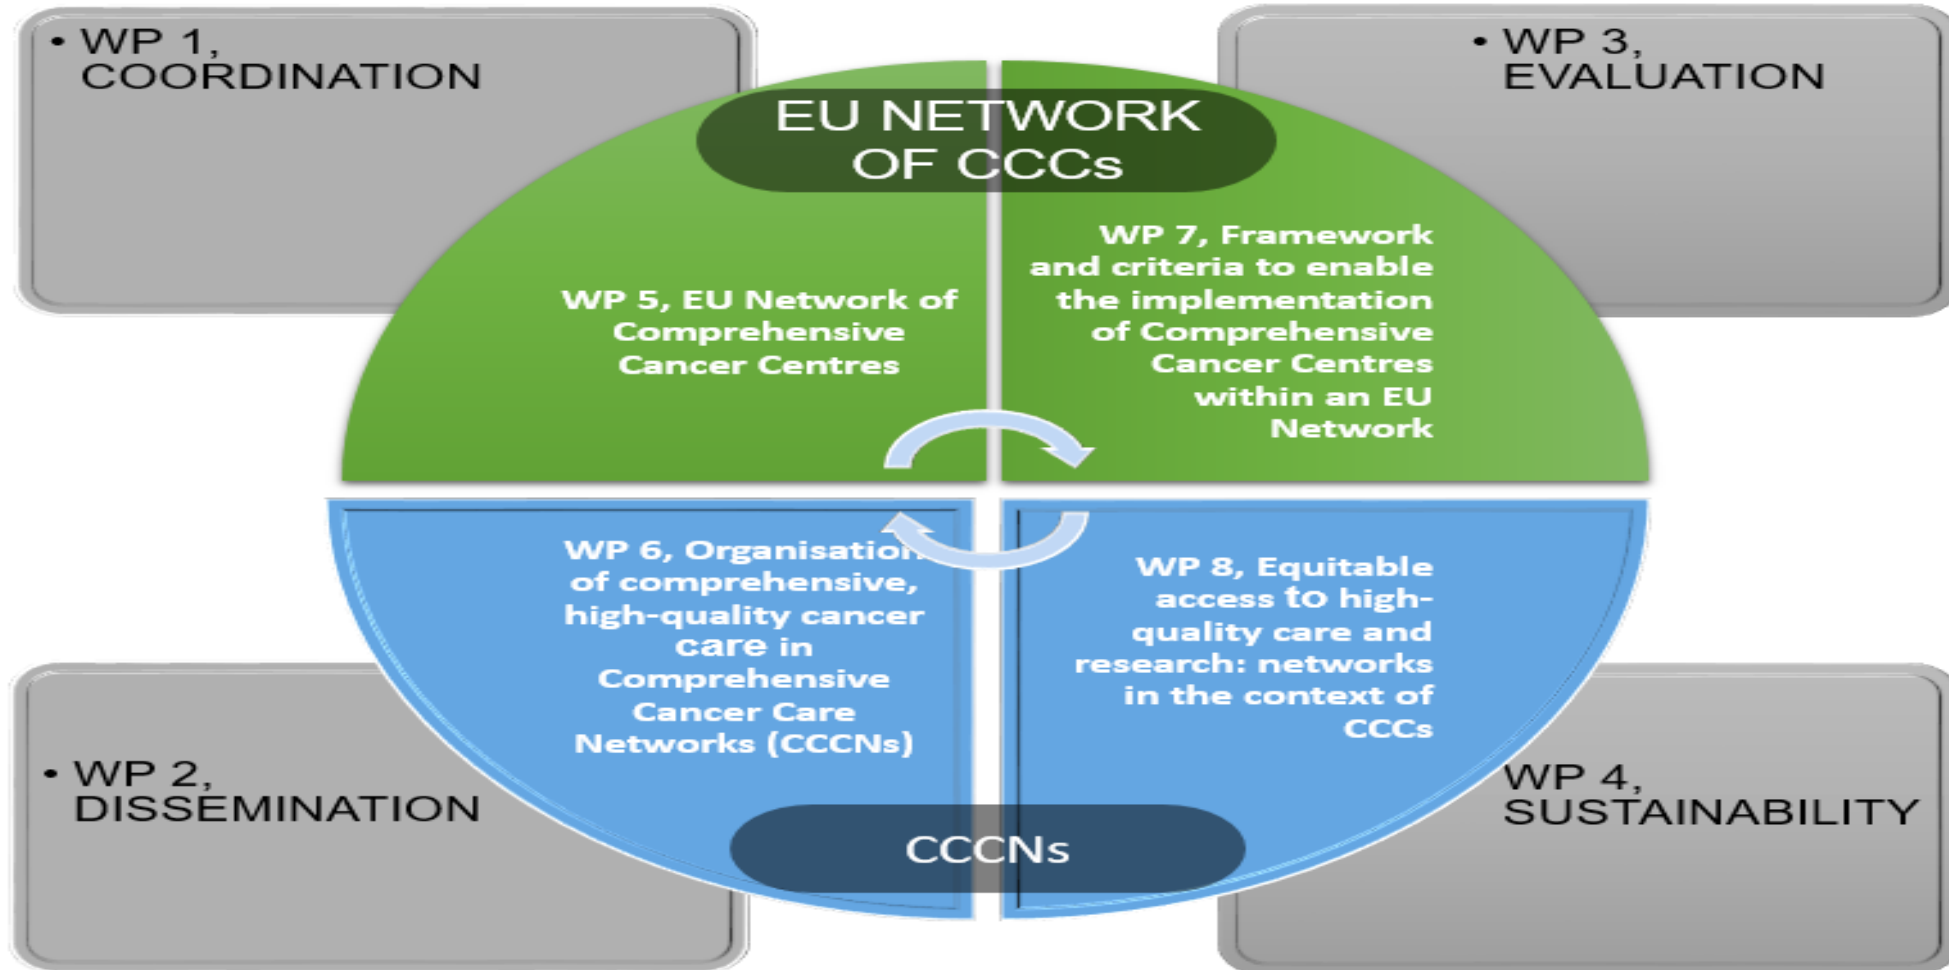 • WP 1,
COORDINATION
• WP 3,
EVALUATION
EU NETWORK
OF CCCs
WP 5, EU Network of
Comprehensive
Cancer Centres
WP 7, Framework
and criteria to enable
the implementation
of Comprehensive
Cancer Centres
within an EU
Network
WP 6, Organisation
of comprehensive,
high-quality cancer
care in
Comprehensive
Cancer Care
Networks (CCCNs)
WP 8, Equitable
access to high-
quality care and
research: networks
in the context of
CCCs
• WP 2,
DISSEMINATION
WP 4,
SUSTAINABILITY
CCCNs